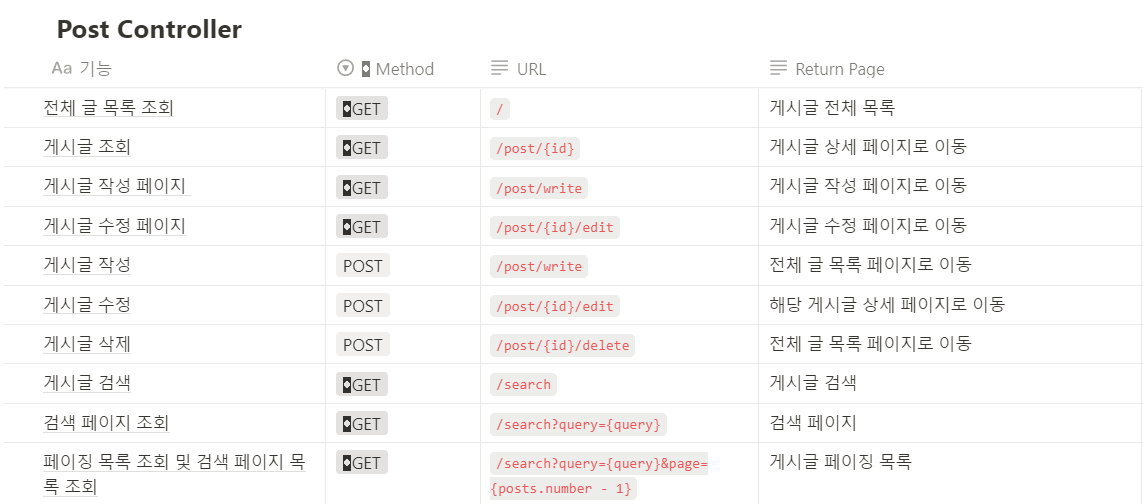 Post Controller
Aa 기능 Method URL Return Page
전체 글 목록 조회 GET / 게시글 전체 목록
게시글 조회 GET /post/{id} 게시글 상세 페이지로 이동
게시글 작성 페이지 GET /post/write 게시글 작성 페이지로 이동
게시글 수정 페이지 GET /post/{id}/edit 게시글 수정 페이지로 이동
게시글 작성 POST /post/write 전체 글 목록 페이지로 이동
게시글 수정 POST /post/{id}/edit 해당 게시글 상세 페이지로 이동
게시글 삭제 POST /post/{id}/delete 전체 글 목록 페이지로 이동
게시글 검색 GET /search 게시글 검색
검색 페이지 조회 GET /search?query={query} 검색 페이지
페이징 목록 조회 및 검색 페이지 목 GET /search?query={query}&page= 게시글 페이징 목록
록 조회 {posts.number - 1}